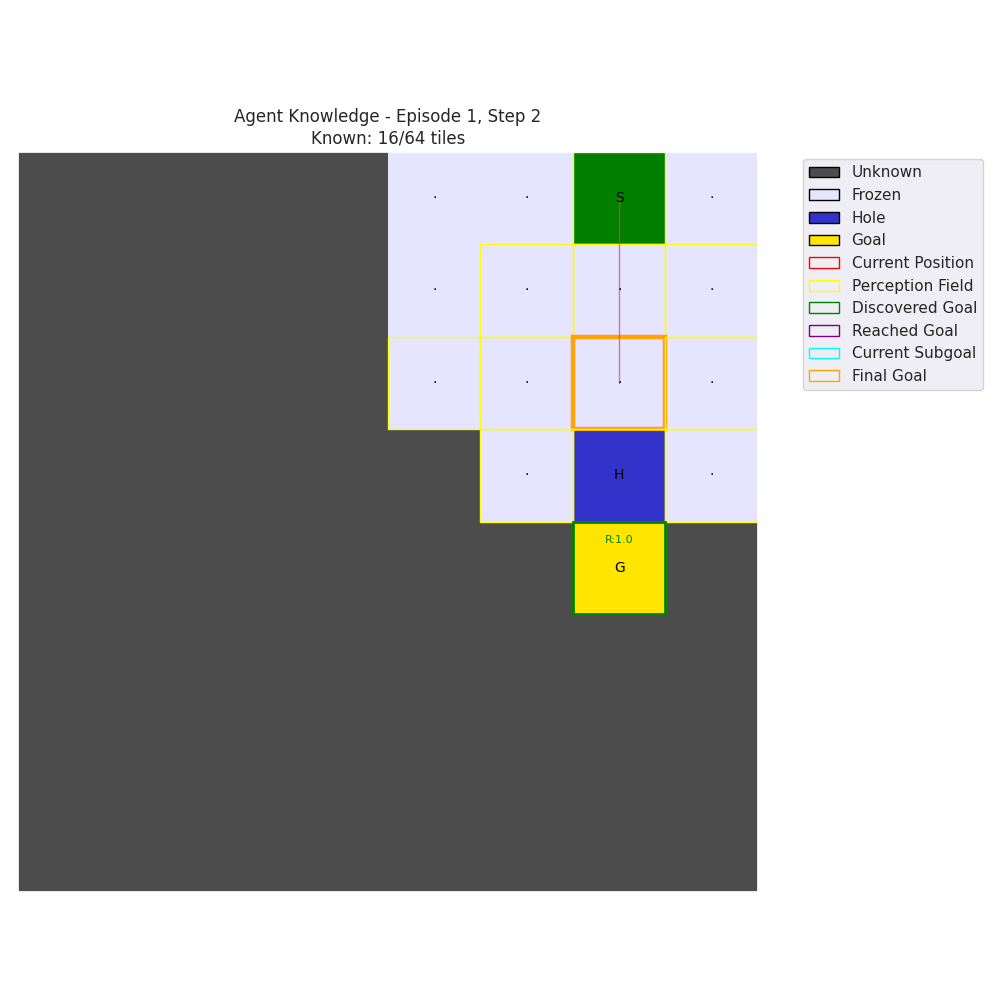 Agent Knowledge - Episode 1, Step 2
Known: 16/64 tiles
S
H
R:1.0
G
Unknown
Frozen
Hole
Goal
Current Position
Perception Field
Discovered Goal
Reached Goal
Current Subgoal
Final Goal